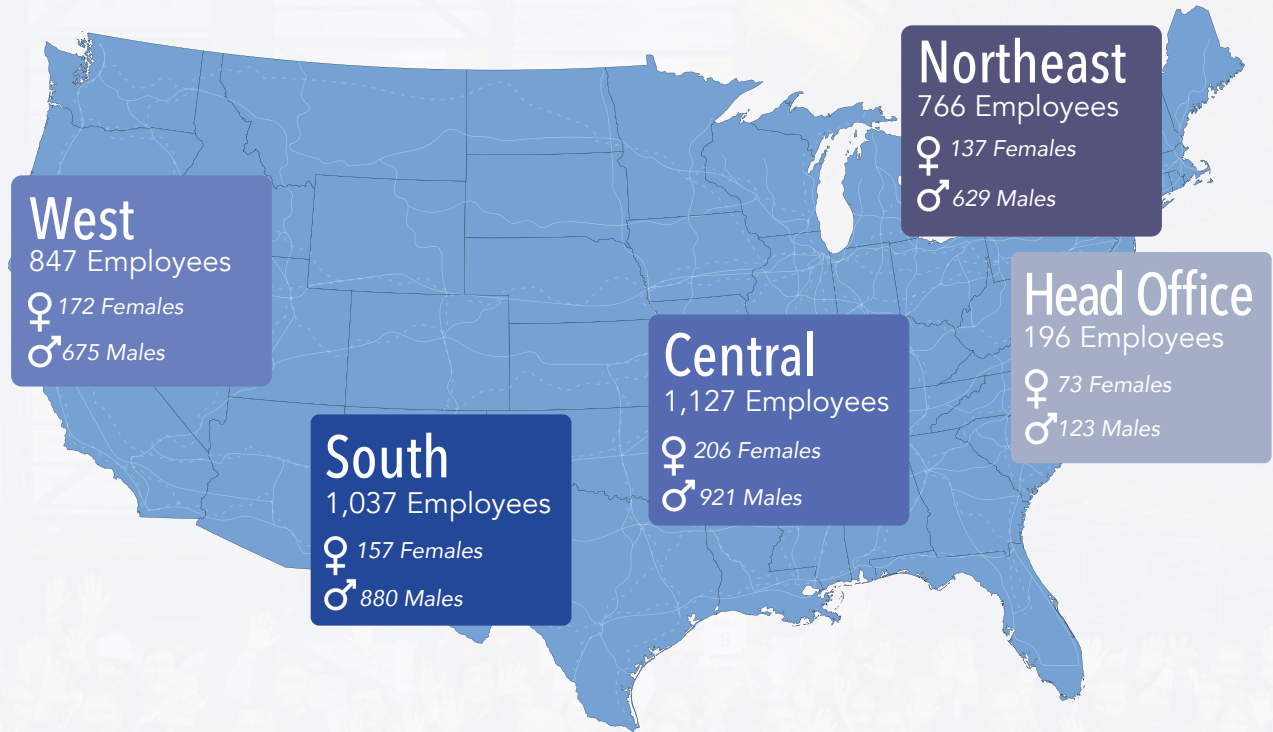 Northeast
766 Employees
♀ 137 Females
♂ 629 Males
West
847 Employees
♀ 172 Females
♂ 675 Males
Head Office
196 Employees
♀ 73 Females
♂ 123 Males
Central
1,127 Employees
♀ 206 Females
♂ 921 Males
South
1,037 Employees
♀ 157 Females
♂ 880 Males